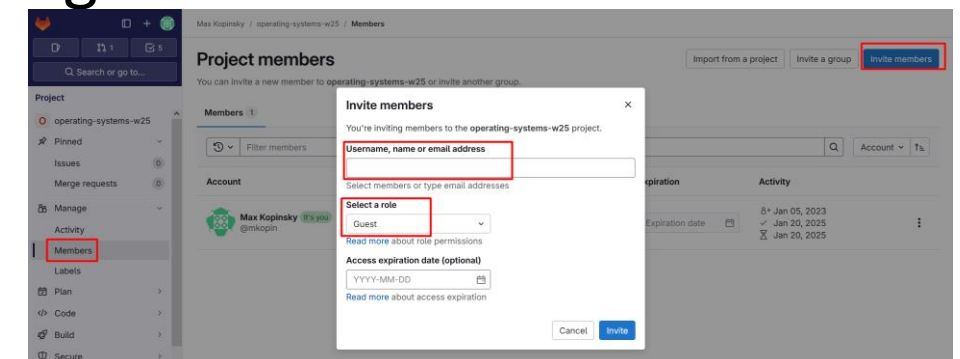 Max Kopinsky / operating-systems-w25 / Members
1
5
Search or go to...
Project
O operating-systems-w25
Pinned
Issues 0
Merge requests 0
Manage
Activity
Members
Labels
Plan
Code
Build
Secure
Project members
Import from a project
Invite a group
Invite members
You can invite a new member to operating-systems-w25 or invite another group.
Members 1
Filter members
Account
Account
Expiration
Activity
Max Kopinsky It's you
@mkopin
Expiration date
Jan 05, 2023
Jan 20, 2025
Jan 20, 2025
Invite members
You're inviting members to the operating-systems-w25 project.
Username, name or email address
Select members or type email addresses
Select a role
Guest
Read more about role permissions
Access expiration date (optional)
YYYY-MM-DD
Read more about access expiration
Cancel
Invite